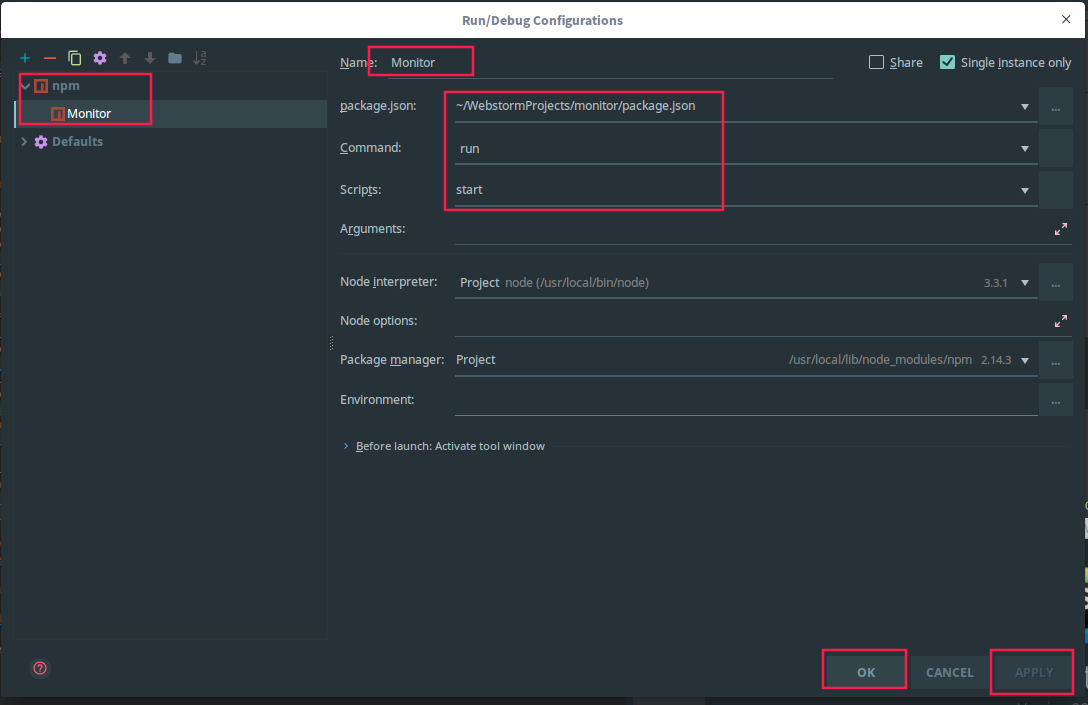 Run/Debug Configurations
npm
Monitor
Defaults
Name: Monitor
Share
Single instance only
package.json: ~/WebstormProjects/monitor/package.json ...
Command: run
Scripts: start
Arguments:
Node interpreter: Project node (/usr/local/bin/node) 3.3.1 ...
Node options:
Package manager: Project /usr/local/lib/node_modules/npm 2.14.3 ...
Environment: ...
Before launch: Activate tool window
?
OK
CANCEL
APPLY